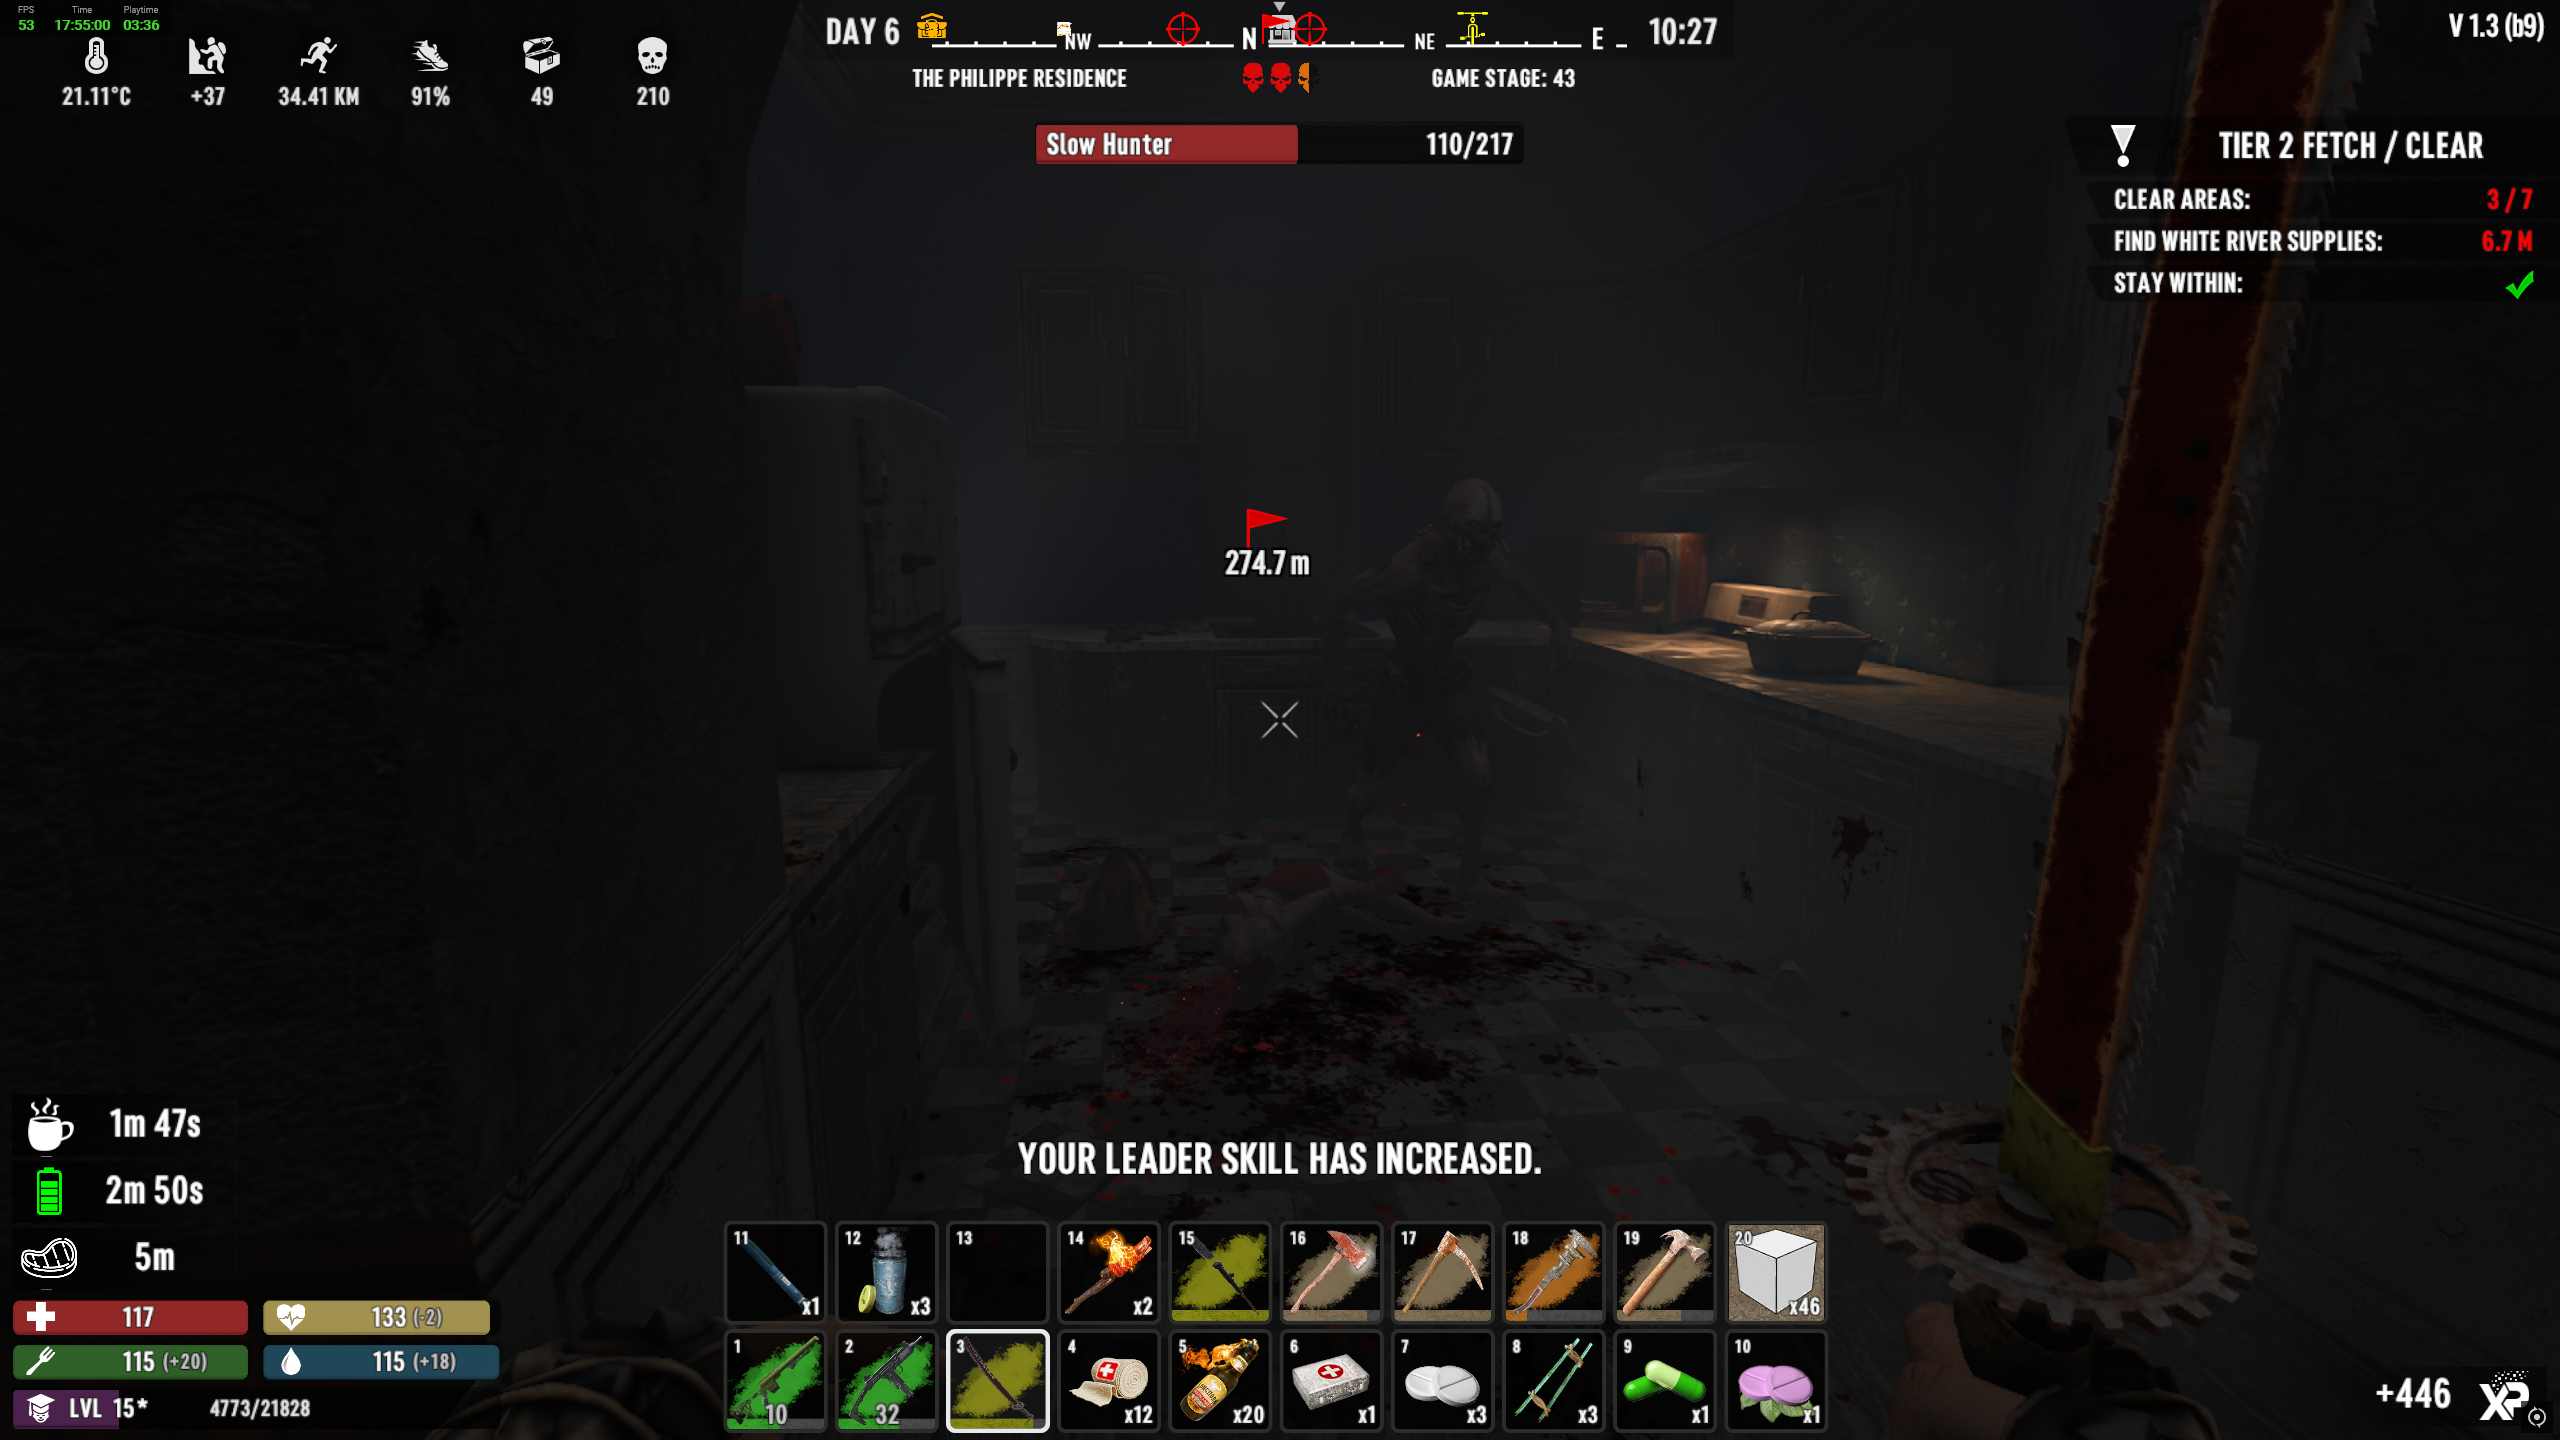 FPS Time Playtime
53 17:55:00 03:36
21.11°C +37 34.41 KM 91% 49 210
DAY 6 NW N NE E 10:27
THE PHILIPPE RESIDENCE GAME STAGE: 43
Slow Hunter 110/217
V 1.3 (b9)
TIER 2 FETCH / CLEAR
CLEAR AREAS: 3 / 7
FIND WHITE RIVER SUPPLIES: 6.7 M
STAY WITHIN:
274.7 m
YOUR LEADER SKILL HAS INCREASED.
1m 47s
2m 50s
5m
117 133 (-2)
115 (+20) 115 (+18)
LVL 15* 4773/21828
11 x1 12 x3 13 14 x2 15 16 17 18 19 20 x46
1 10 2 32 3 4 x12 5 x20 6 x1 7 x3 8 x3 9 x1 10 x1
+446 XP